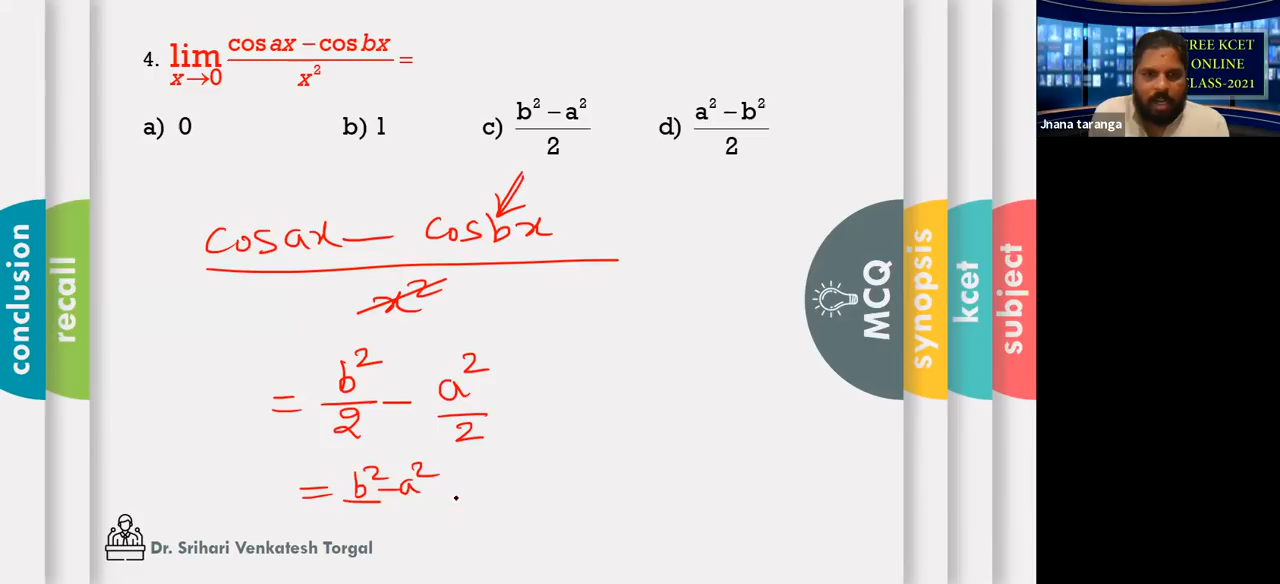 4. lim x→0 (cos ax − cos bx)/x² =
a) 0 b) 1 c) (b² − a²)/2 d) (a² − b²)/2
cos ax − cos bx
x²
= b²/2 − a²/2
= b² − a²
Dr. Srihari Venkatesh Torgal
conclusion
recall
MCQ
synopsis
kcet
subject
FREE KCET
ONLINE
CLASS-2021
Jnana taranga